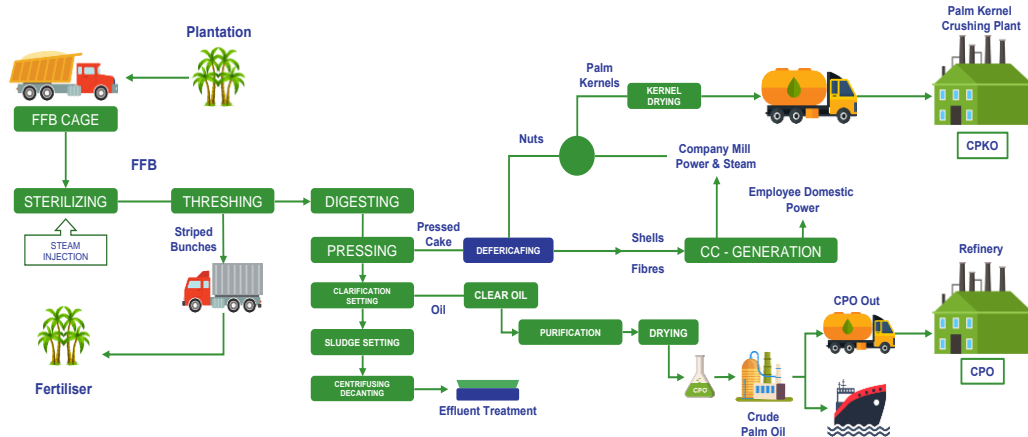 Plantation
FFB CAGE
FFB
STERILIZING
STEAM
INJECTION
THRESHING
Striped
Bunches
Fertiliser
DIGESTING
PRESSING
Pressed
Cake
CLARIFICATION
SETTING
Oil
CLEAR OIL
SLUDGE SETTING
CENTRIFUSING
DECANTING
Effluent Treatment
DEFERICAFING
Nuts
Palm
Kernels
KERNEL
DRYING
Palm Kernel
Crushing Plant
CPKO
Company Mill
Power & Steam
Employee Domestic
Power
Shells
Fibres
CC - GENERATION
PURIFICATION
DRYING
CPO
Crude
Palm Oil
CPO Out
Refinery
CPO